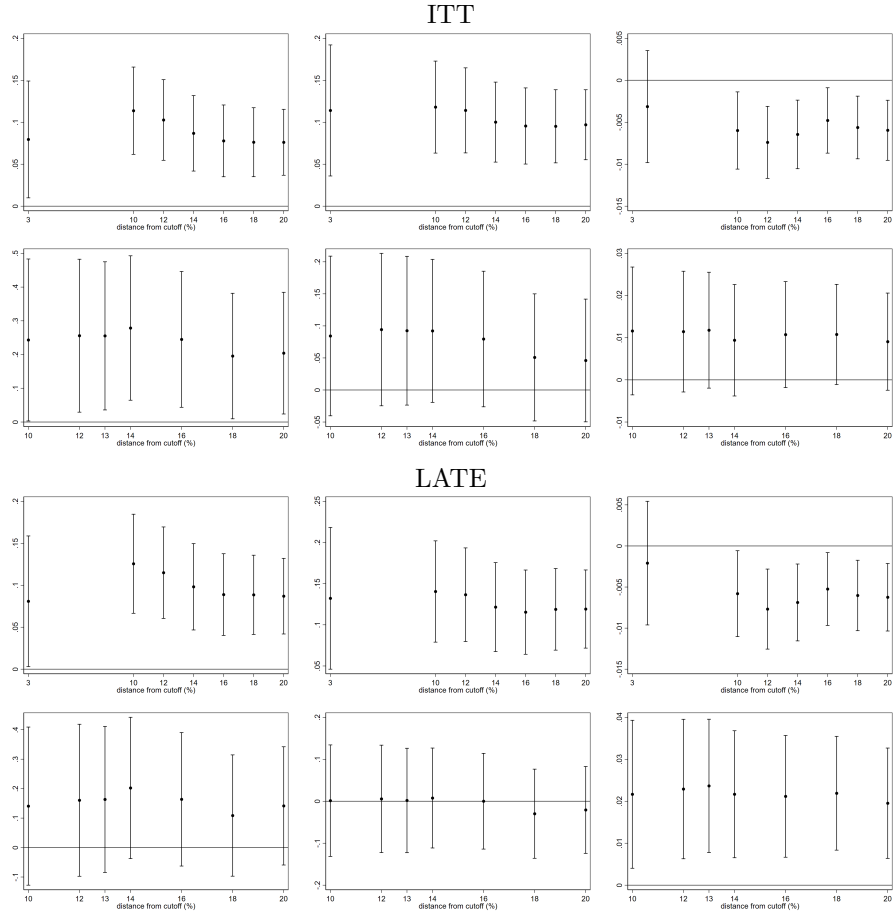 ITT
.2
.15
.1
.05
0
3 10 12 14 16 18 20
distance from cutoff (%)
.2
.15
.1
.05
0
3 10 12 14 16 18 20
distance from cutoff (%)
.005
0
-.005
-.01
-.015
3 10 12 14 16 18 20
distance from cutoff (%)
.5
.4
.3
.2
.1
0
10 12 13 14 16 18 20
distance from cutoff (%)
.2
.15
.1
.05
0
-.05
10 12 13 14 16 18 20
distance from cutoff (%)
.03
.02
.01
0
-.01
10 12 13 14 16 18 20
distance from cutoff (%)
LATE
.2
.15
.1
.05
0
3 10 12 14 16 18 20
distance from cutoff (%)
.25
.2
.15
.1
.05
3 10 12 14 16 18 20
distance from cutoff (%)
.005
0
-.005
-.01
-.015
3 10 12 14 16 18 20
distance from cutoff (%)
.4
.3
.2
.1
0
-.1
10 12 13 14 16 18 20
distance from cutoff (%)
.2
.1
0
-.1
-.2
10 12 13 14 16 18 20
distance from cutoff (%)
.04
.03
.02
.01
0
10 12 13 14 16 18 20
distance from cutoff (%)